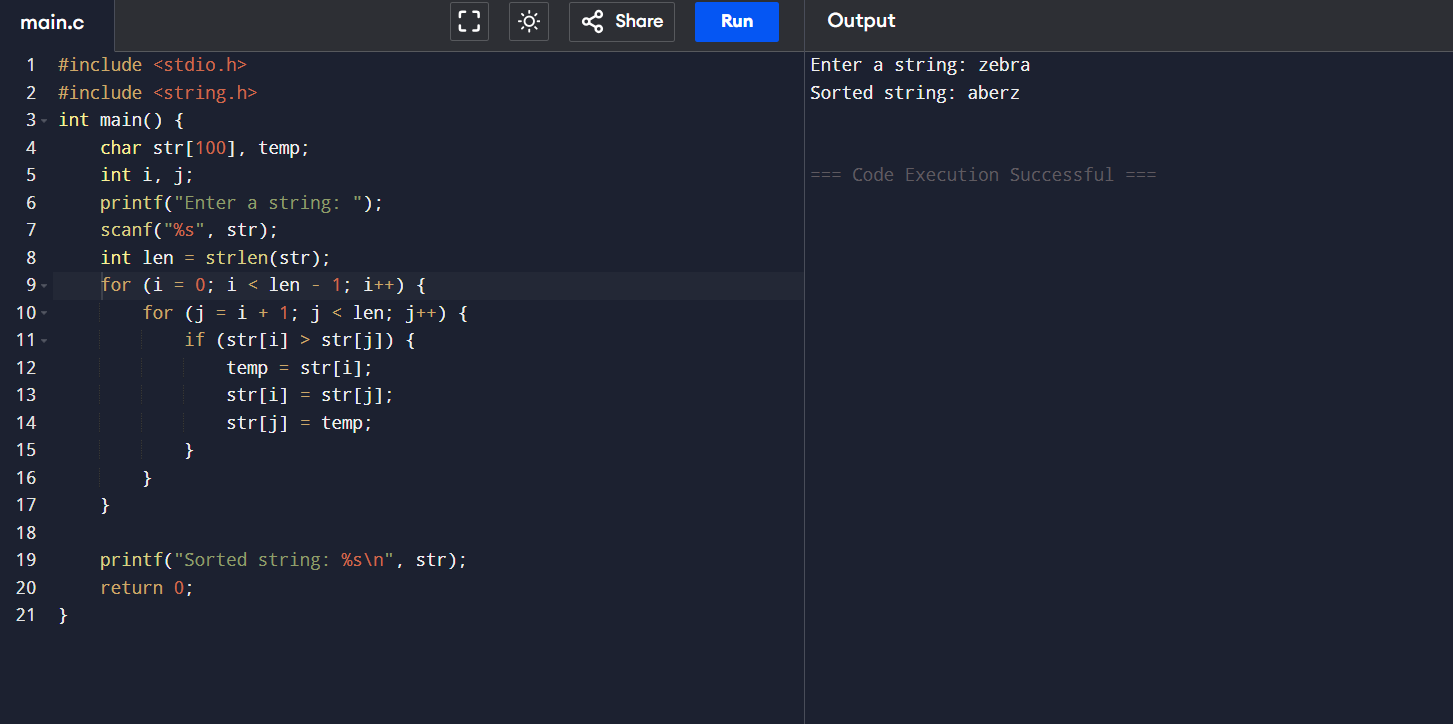 main.c
Share
Run
Output
1 #include <stdio.h>
2 #include <string.h>
3 int main() {
4     char str[100], temp;
5     int i, j;
6     printf("Enter a string: ");
7     scanf("%s", str);
8     int len = strlen(str);
9     for (i = 0; i < len - 1; i++) {
10         for (j = i + 1; j < len; j++) {
11             if (str[i] > str[j]) {
12                 temp = str[i];
13                 str[i] = str[j];
14                 str[j] = temp;
15             }
16         }
17     }
18
19     printf("Sorted string: %s\n", str);
20     return 0;
21 }
Enter a string: zebra
Sorted string: aberz
=== Code Execution Successful ===